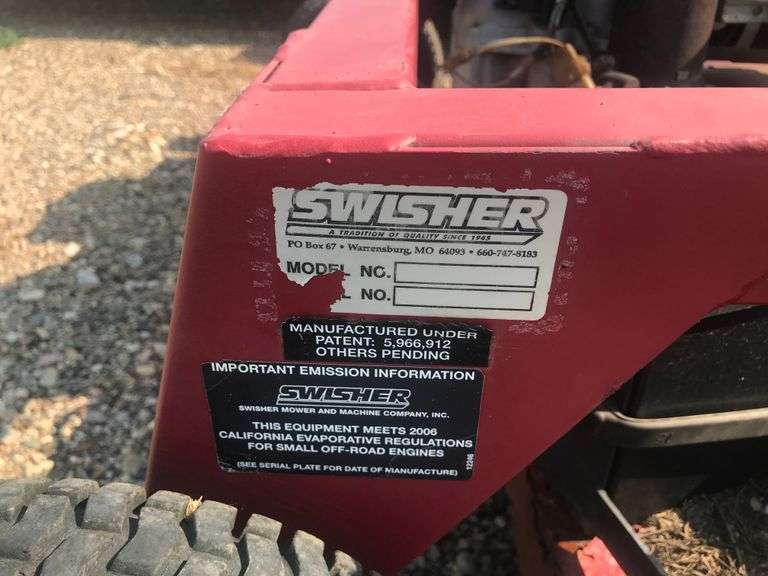 SWISHER
A TRADITION OF QUALITY SINCE 1945
PO Box 67 • Warrensburg, MO 64093 • 660-747-8183
MODEL NO.
L NO.
MANUFACTURED UNDER
PATENT: 5,966,912
OTHERS PENDING
IMPORTANT EMISSION INFORMATION
SWISHER
SWISHER MOWER AND MACHINE COMPANY, INC.
THIS EQUIPMENT MEETS 2006
CALIFORNIA EVAPORATIVE REGULATIONS
FOR SMALL OFF-ROAD ENGINES
(SEE SERIAL PLATE FOR DATE OF MANUFACTURE)
12246